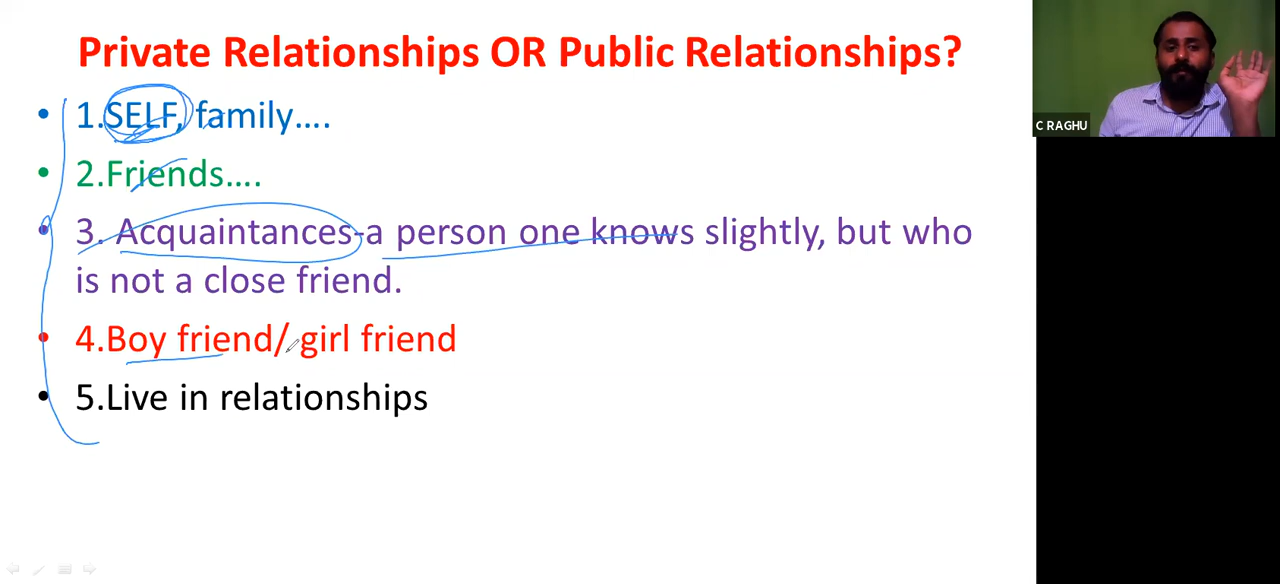 Private Relationships OR Public Relationships?
• 1.SELF, family....
• 2.Friends....
• 3. Acquaintances-a person one knows slightly, but who
is not a close friend.
• 4.Boy friend/ girl friend
• 5.Live in relationships
C RAGHU